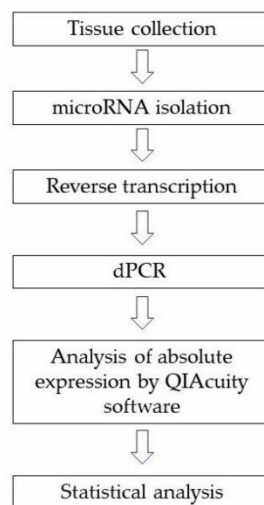 Tissue collection
microRNA isolation
Reverse transcription
dPCR
Analysis of absolute
expression by QIAcuity
software
Statistical analysis